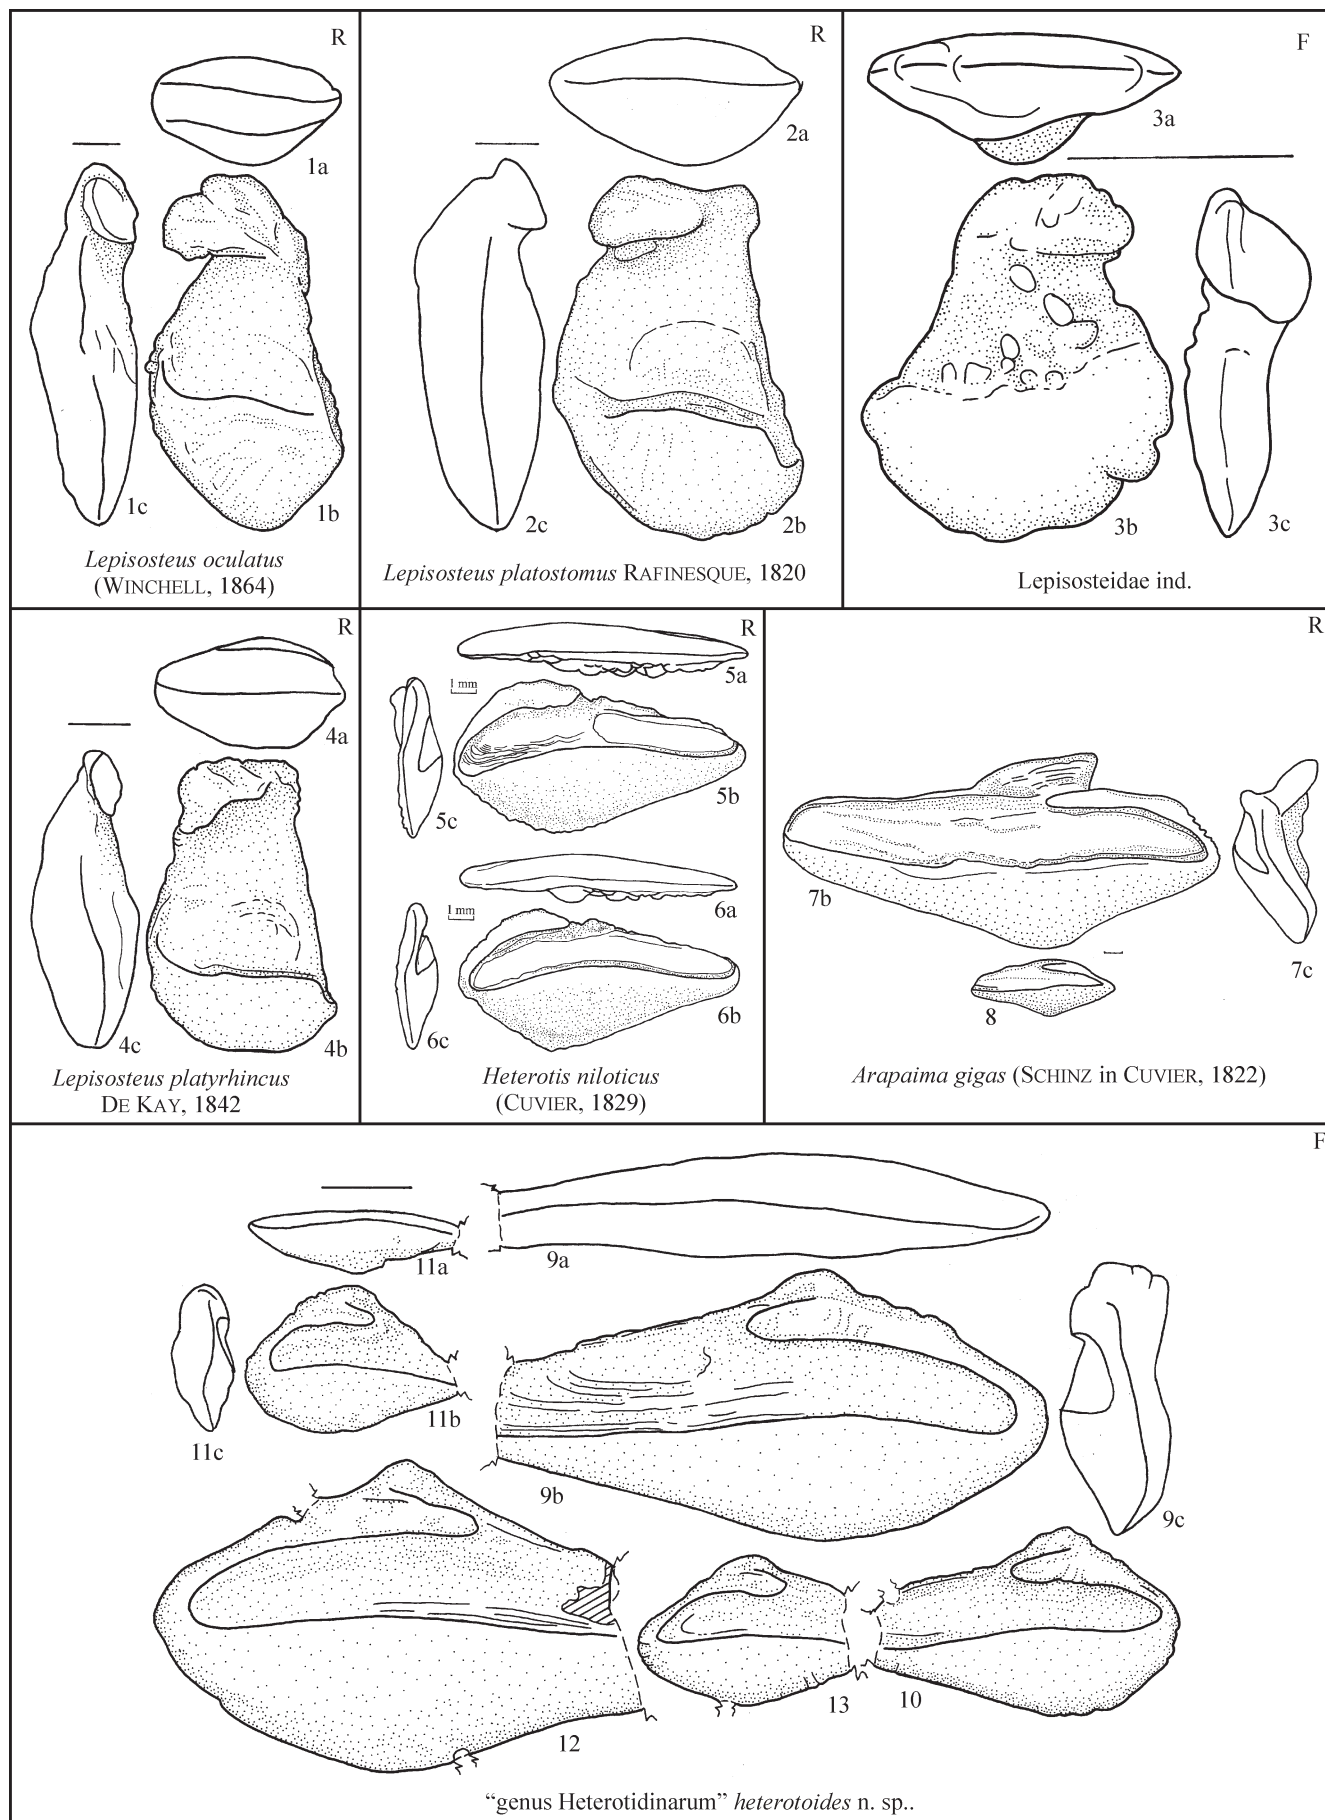 R
1a
1c
1b
Lepisosteus oculatus
(WINCHELL, 1864)
R
2a
2c
2b
Lepisosteus platostomus RAFINESQUE, 1820
F
3a
3b
3c
Lepisosteidae ind.
R
4a
4c
4b
Lepisosteus platyrhincus
DE KAY, 1842
R
5a
1 mm
5b
5c
6a
1 mm
6b
6c
Heterotis niloticus
(CUVIER, 1829)
R
7b
7c
8
Arapaima gigas (SCHINZ in CUVIER, 1822)
F
11a
9a
11b
11c
9b
9c
13
10
12
“genus Heterotidinarum” heterotoides n. sp..